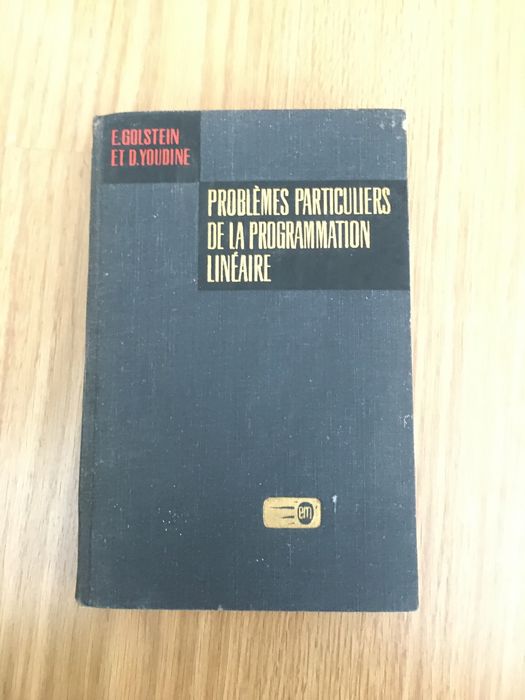 E.GOLSTEIN
ET D.YOUDINE
PROBLÈMES PARTICULIERS
DE LA PROGRAMMATION
LINÉAIRE
em